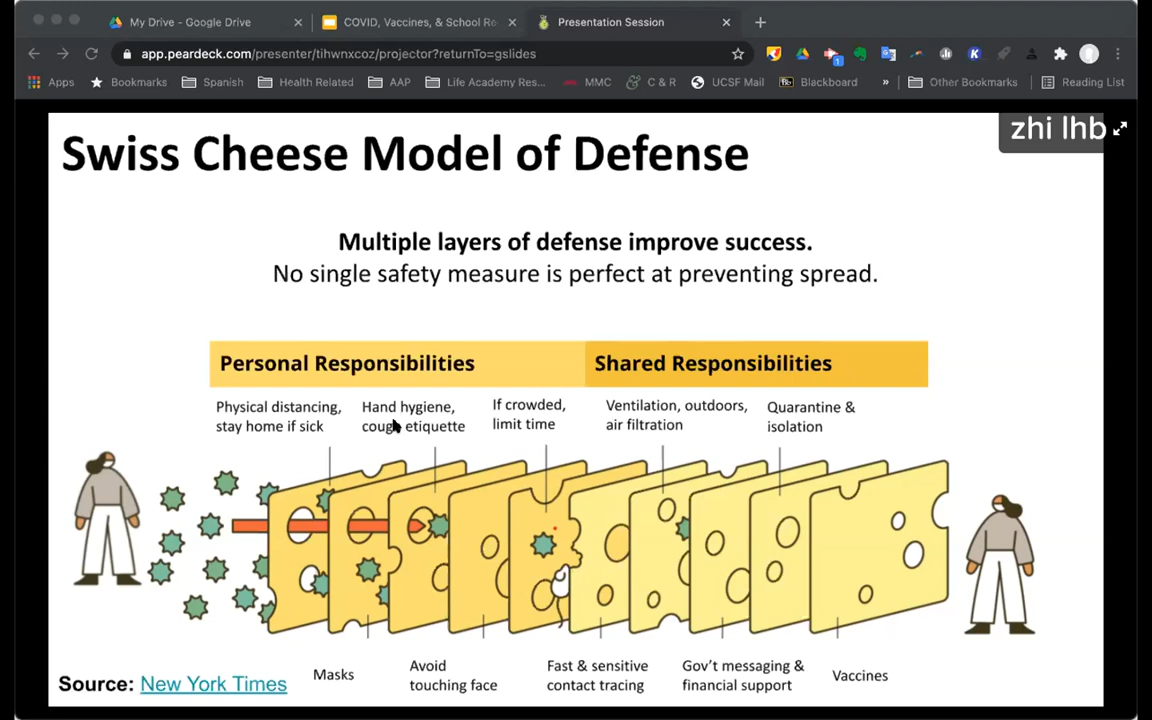 My Drive - Google Drive
COVID, Vaccines, & School Re
Presentation Session
app.peardeck.com/presenter/tihwnxcoz/projector?returnTo=gslides
Apps
Bookmarks
Spanish
Health Related
AAP
Life Academy Res...
MMC
C & R
UCSF Mail
Blackboard
»
Other Bookmarks
Reading List
zhi lhb
Swiss Cheese Model of Defense
Multiple layers of defense improve success.
No single safety measure is perfect at preventing spread.
Personal Responsibilities
Shared Responsibilities
Physical distancing,
stay home if sick
Hand hygiene,
cough etiquette
If crowded,
limit time
Ventilation, outdoors,
air filtration
Quarantine &
isolation
Masks
Avoid
touching face
Fast & sensitive
contact tracing
Gov't messaging &
financial support
Vaccines
Source: New York Times